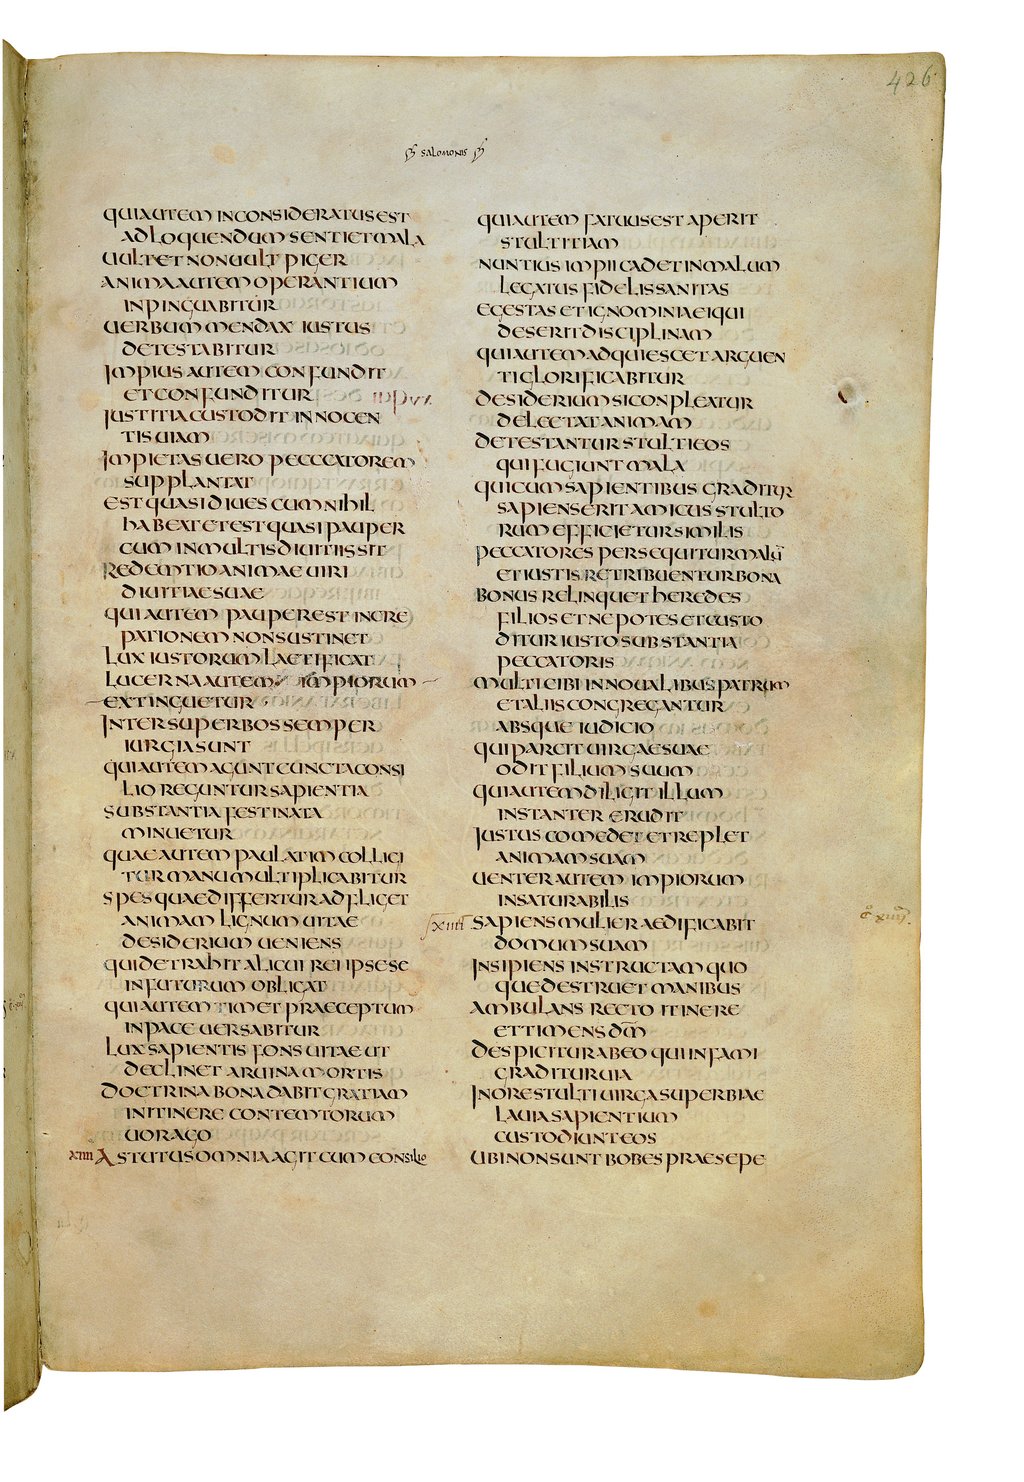 426
SALOMONIS
QUIAUTEM INCONSIDERATUS EST
AD LOQUENDUM SENTIET MALA
UULT ET NON UULT PIGER
ANIMA AUTEM OPERANTIUM
INPINGUABITUR
UERBUM MENDAX IUSTUS
DETESTABITUR
IMPIUS AUTEM CONFUNDIT
ET CONFUNDITUR
IUSTITIA CUSTODIT INNOCEN
TIS UIAM
IMPIETAS UERO PECCATOREM
SUPPLANTAT
EST QUASI DIUES CUM NIHIL
HABEAT ET EST QUASI PAUPER
CUM IN MULTIS DIUITIIS SIT
REDEMTIO ANIMAE UIRI
DIUITIAE SUAE
QUI AUTEM PAUPER EST INCRE
PATIONEM NON SUSTINET
LUX IUSTORUM LAETIFICAT
LUCERNA AUTEM IMPIORUM
EXTINGUETUR
INTER SUPERBOS SEMPER
IURGIA SUNT
QUI AUTEM AGUNT CUNCTA CONSI
LIO REGUNTUR SAPIENTIA
SUBSTANTIA FESTINATA
MINUETUR
QUAE AUTEM PAULATIM COLLIGI
TUR MANU MULTIPLICABITUR
SPES QUAE DIFFERTUR ADFLIGET
ANIMAM LIGNUM UITAE
DESIDERIUM UENIENS
QUI DETRAHIT ALICUI REI IPSE SE
IN FUTURUM OBLIGAT
QUI AUTEM TIMET PRAECEPTUM
IN PACE UERSABITUR
LUX SAPIENTIS FONS UITAE UT
DECLINET A RUINA MORTIS
DOCTRINA BONA DABIT GRATIAM
IN ITINERE CONTEMTORUM
UORAGO
XIIII ASTUTUS OMNIA AGIT CUM CONSILIO
QUI AUTEM FATUUS EST APERIT
STULTITIAM
NUNTIUS IMPII CADET IN MALUM
LEGATUS FIDELIS SANITAS
EGESTAS ET IGNOMINIA EI QUI
DESERIT DISCIPLINAM
QUI AUTEM ADQUIESCET ARGUEN
TI GLORIFICABITUR
DESIDERIUM SI CONPLEATUR
DELECTAT ANIMAM
DETESTANTUR STULTI EOS
QUI FUGIUNT MALA
QUI CUM SAPIENTIBUS GRADITUR
SAPIENS ERIT AMICUS STULTO
RUM EFFICIETUR SIMILIS
PECCATORES PERSEQUITUR MALŪ
ET IUSTIS RETRIBUENTUR BONA
BONUS RELINQUET HEREDES
FILIOS ET NEPOTES ET CUSTO
DITUR IUSTO SUBSTANTIA
PECCATORIS
MULTI CIBI IN NOUALIBUS PATRUM
ET ALIIS CONGREGANTUR
ABSQUE IUDICIO
QUI PARCIT UIRGAE SUAE
ODIT FILIUM SUUM
QUI AUTEM DILIGIT ILLUM
INSTANTER ERUDIT
IUSTUS COMEDET ET REPLET
ANIMAM SUAM
UENTER AUTEM IMPIORUM
INSATURABILIS
XIIII SAPIENS MULIER AEDIFICABIT
DOMUM SUAM
INSIPIENS INSTRUCTAM QUO
QUE DESTRUET MANIBUS
AMBULANS RECTO ITINERE
ET TIMENS DM̄
DESPICITUR AB EO QUI INFAMI
GRADITUR UIA
IN ORE STULTI UIRGA SUPERBIAE
LAUIA SAPIENTIUM
CUSTODIUNT EOS
UBI NON SUNT BOBES PRAESEPE